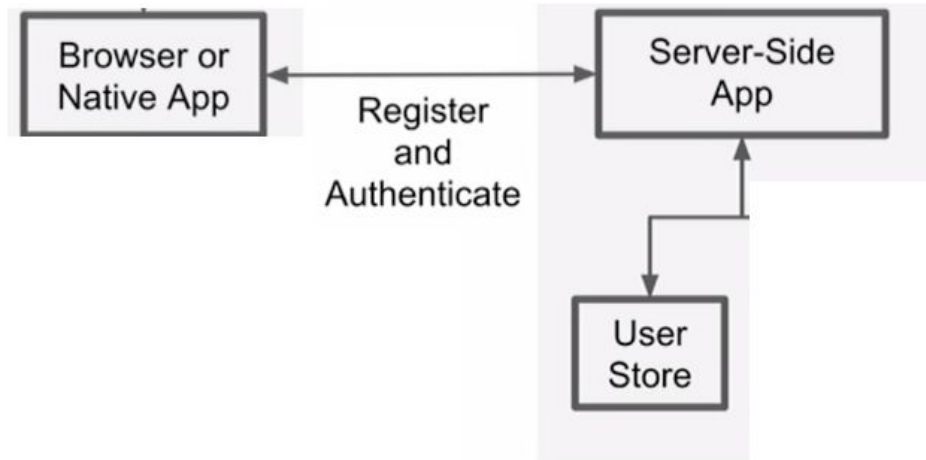 Browser or
Native App
Register
and
Authenticate
Server-Side
App
User
Store